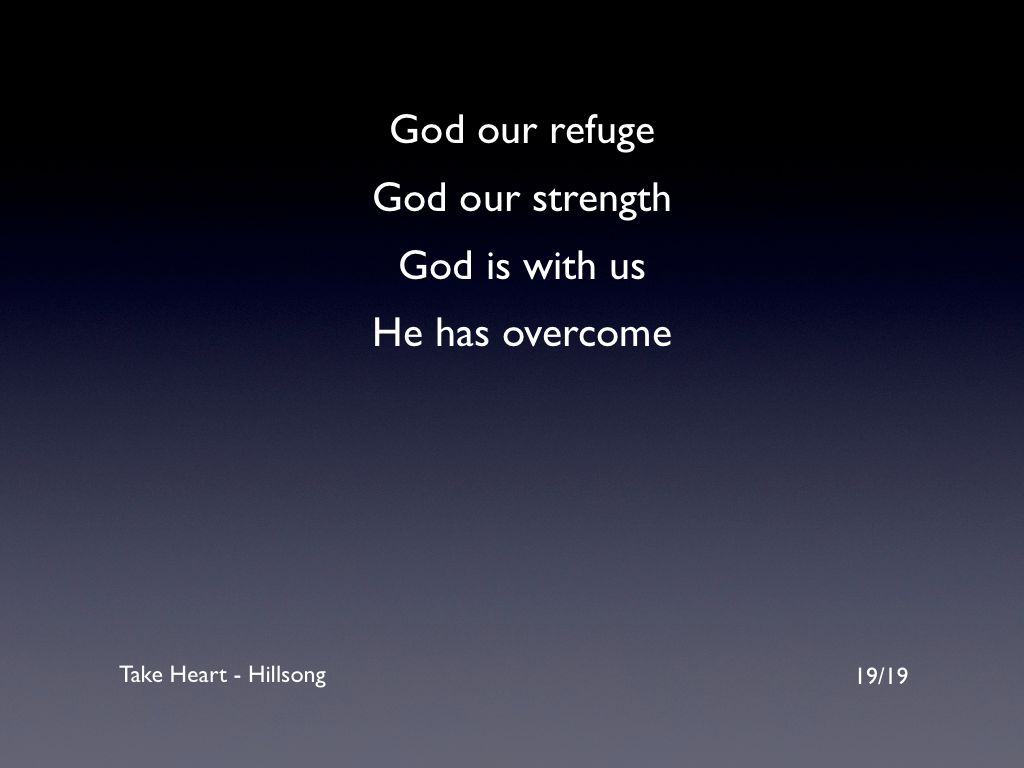 God our refuge
God our strength
God is with us
He has overcome
Take Heart - Hillsong
19/19